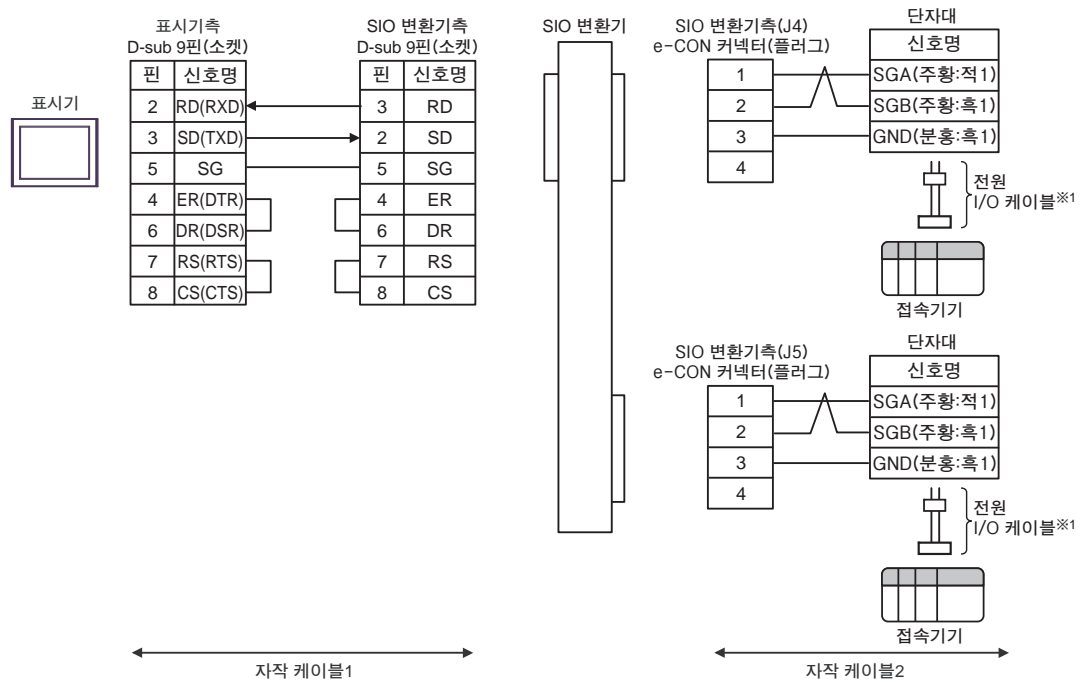 표시기
표시기측
D-sub 9핀(소켓)
핀 신호명
2 RD(RXD)
3 SD(TXD)
5 SG
4 ER(DTR)
6 DR(DSR)
7 RS(RTS)
8 CS(CTS)
SIO 변환기측
D-sub 9핀(소켓)
핀 신호명
3 RD
2 SD
5 SG
4 ER
6 DR
7 RS
8 CS
SIO 변환기
SIO 변환기측(J4)
e-CON 커넥터(플러그)
1
2
3
4
단자대
신호명
SGA(주황:적1)
SGB(주황:흑1)
GND(분홍:흑1)
전원
I/O 케이블※1
접속기기
SIO 변환기측(J5)
e-CON 커넥터(플러그)
1
2
3
4
단자대
신호명
SGA(주황:적1)
SGB(주황:흑1)
GND(분홍:흑1)
전원
I/O 케이블※1
접속기기
자작 케이블1
자작 케이블2